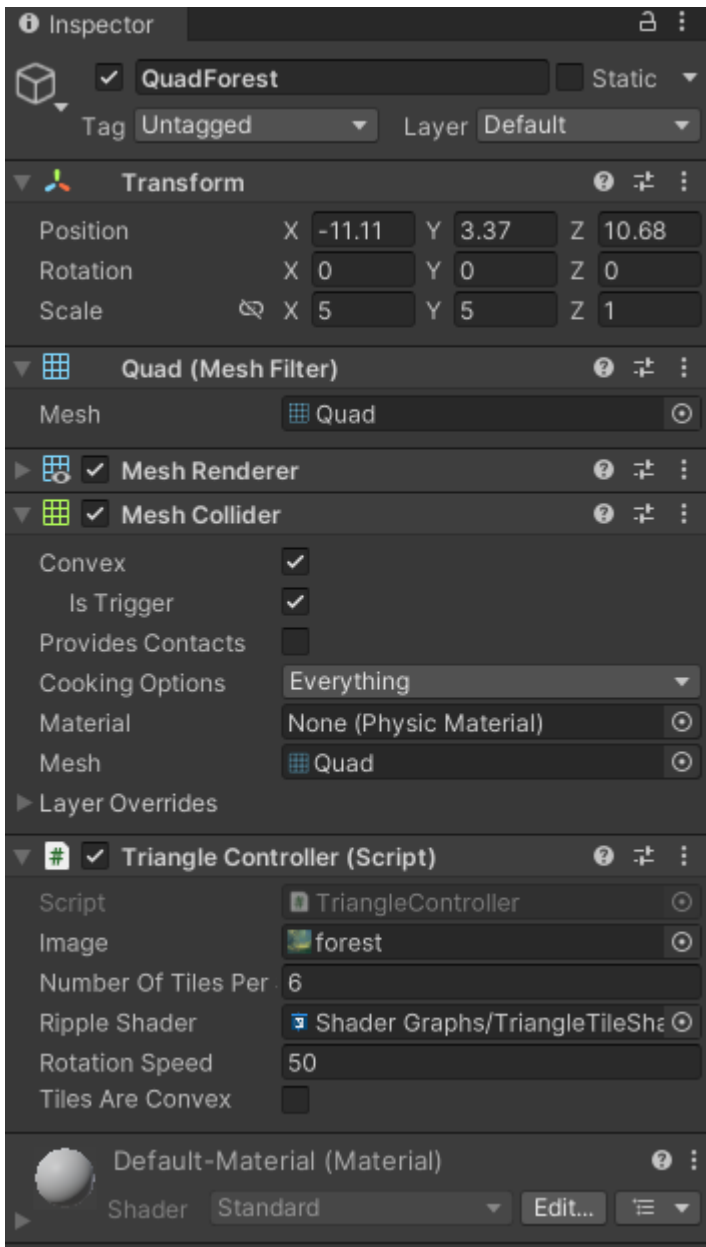 Inspector
QuadForest Static
Tag Untagged Layer Default
Transform
Position X -11.11 Y 3.37 Z 10.68
Rotation X 0 Y 0 Z 0
Scale X 5 Y 5 Z 1
Quad (Mesh Filter)
Mesh Quad
Mesh Renderer
Mesh Collider
Convex
Is Trigger
Provides Contacts
Cooking Options Everything
Material None (Physic Material)
Mesh Quad
Layer Overrides
# Triangle Controller (Script)
Script # TriangleController
Image forest
Number Of Tiles Per 6
Ripple Shader Shader Graphs/TriangleTileSha
Rotation Speed 50
Tiles Are Convex
Default-Material (Material)
Shader Standard Edit...